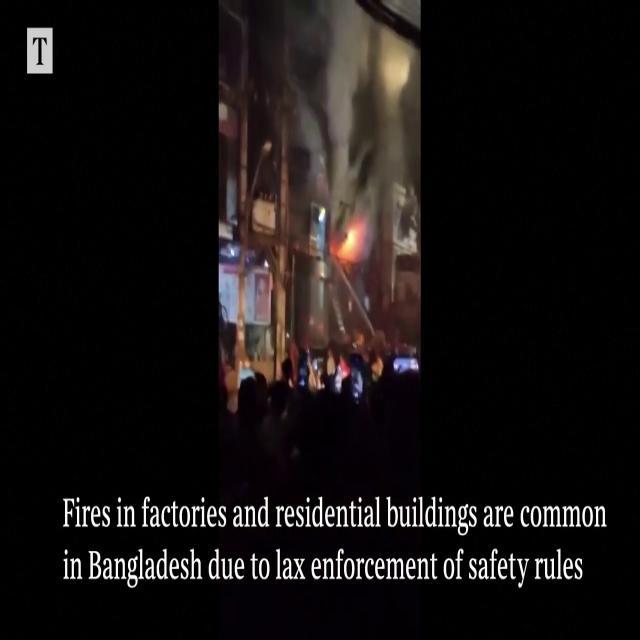 T
Fires in factories and residential buildings are common
in Bangladesh due to lax enforcement of safety rules